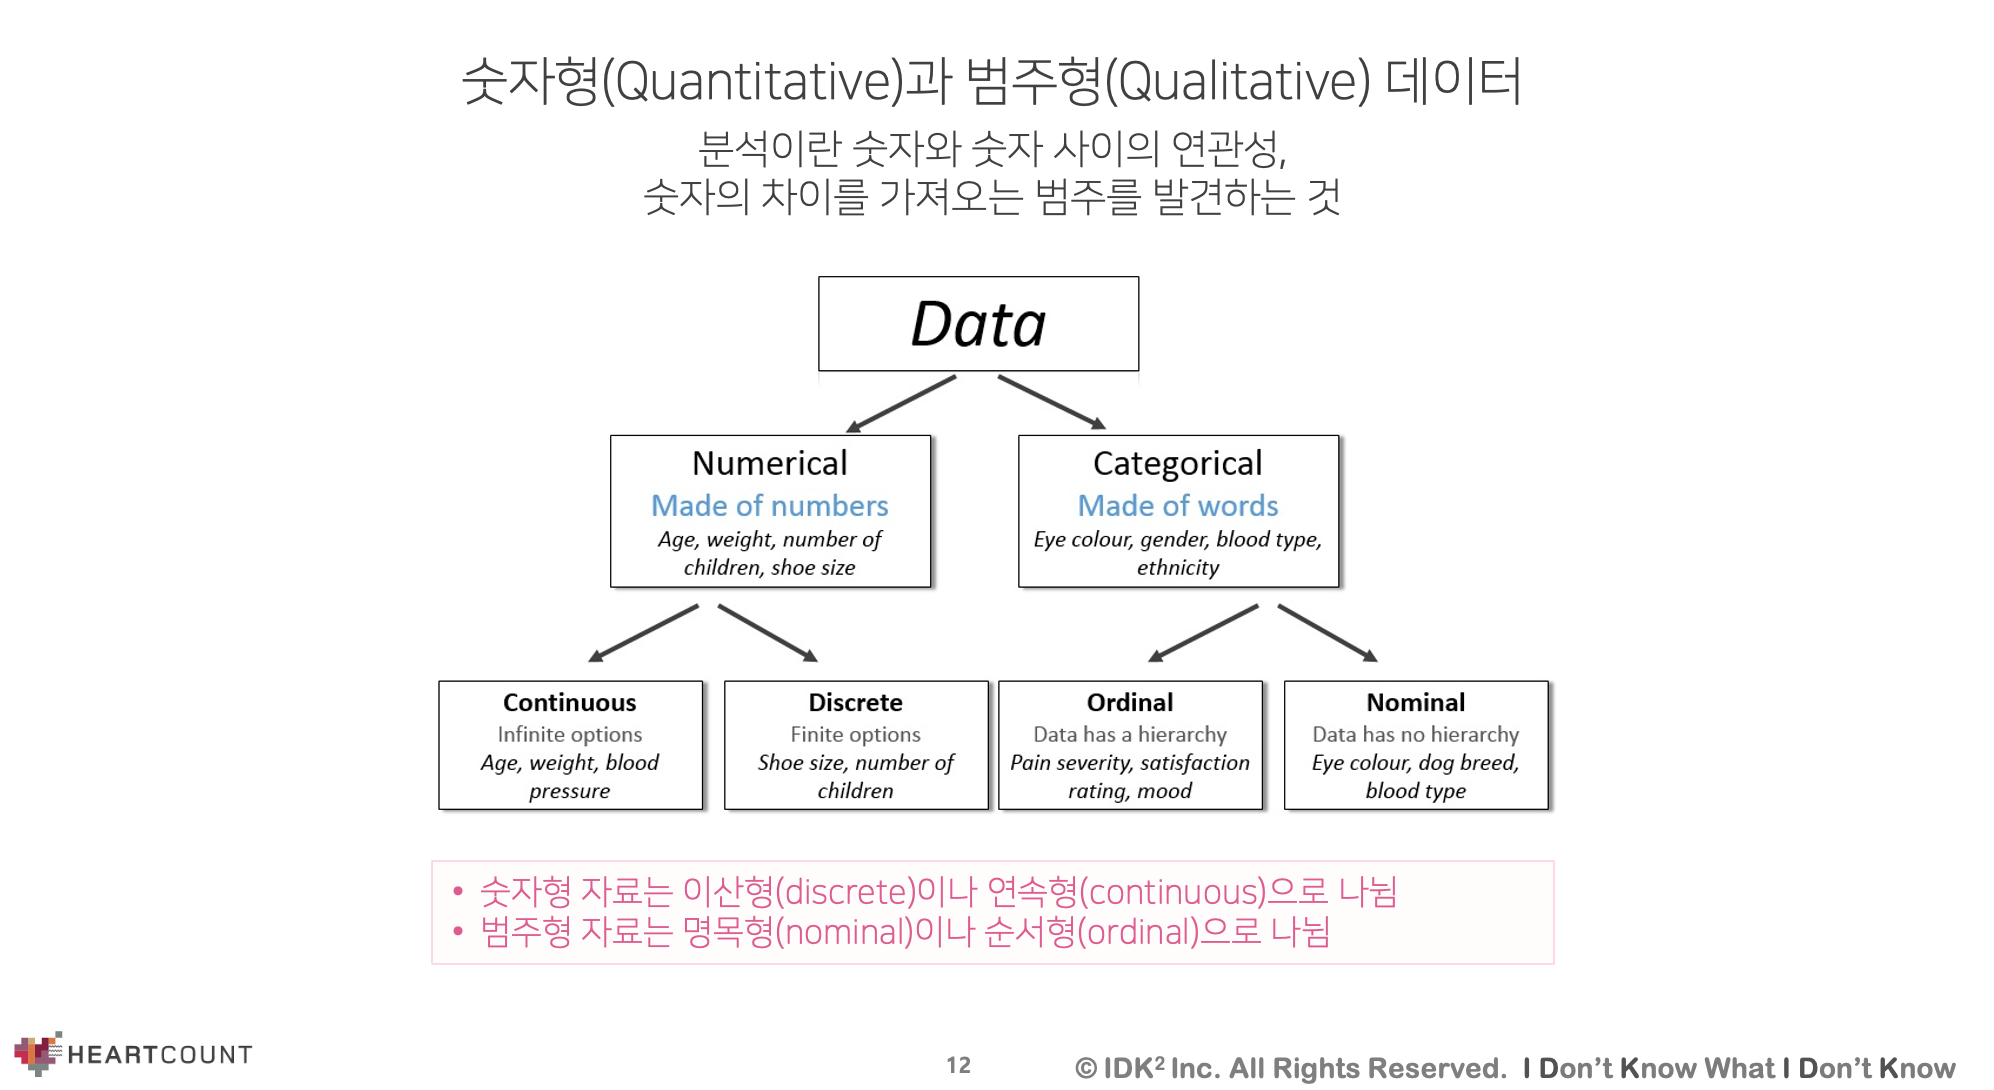 숫자형(Quantitative)과 범주형(Qualitative) 데이터
분석이란 숫자와 숫자 사이의 연관성,
숫자의 차이를 가져오는 범주를 발견하는 것
Data
Numerical
Made of numbers
Age, weight, number of
children, shoe size
Categorical
Made of words
Eye colour, gender, blood type,
ethnicity
Continuous
Infinite options
Age, weight, blood
pressure
Discrete
Finite options
Shoe size, number of
children
Ordinal
Data has a hierarchy
Pain severity, satisfaction
rating, mood
Nominal
Data has no hierarchy
Eye colour, dog breed,
blood type
• 숫자형 자료는 이산형(discrete)이나 연속형(continuous)으로 나뉨
• 범주형 자료는 명목형(nominal)이나 순서형(ordinal)으로 나뉨
HEARTCOUNT
12
© IDK² Inc. All Rights Reserved. I Don’t Know What I Don’t Know